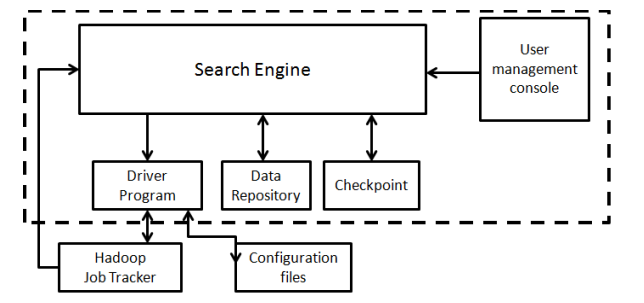 Search Engine
User
management
console
Driver
Program
Data
Repository
Checkpoint
Hadoop
Job Tracker
Configuration
files